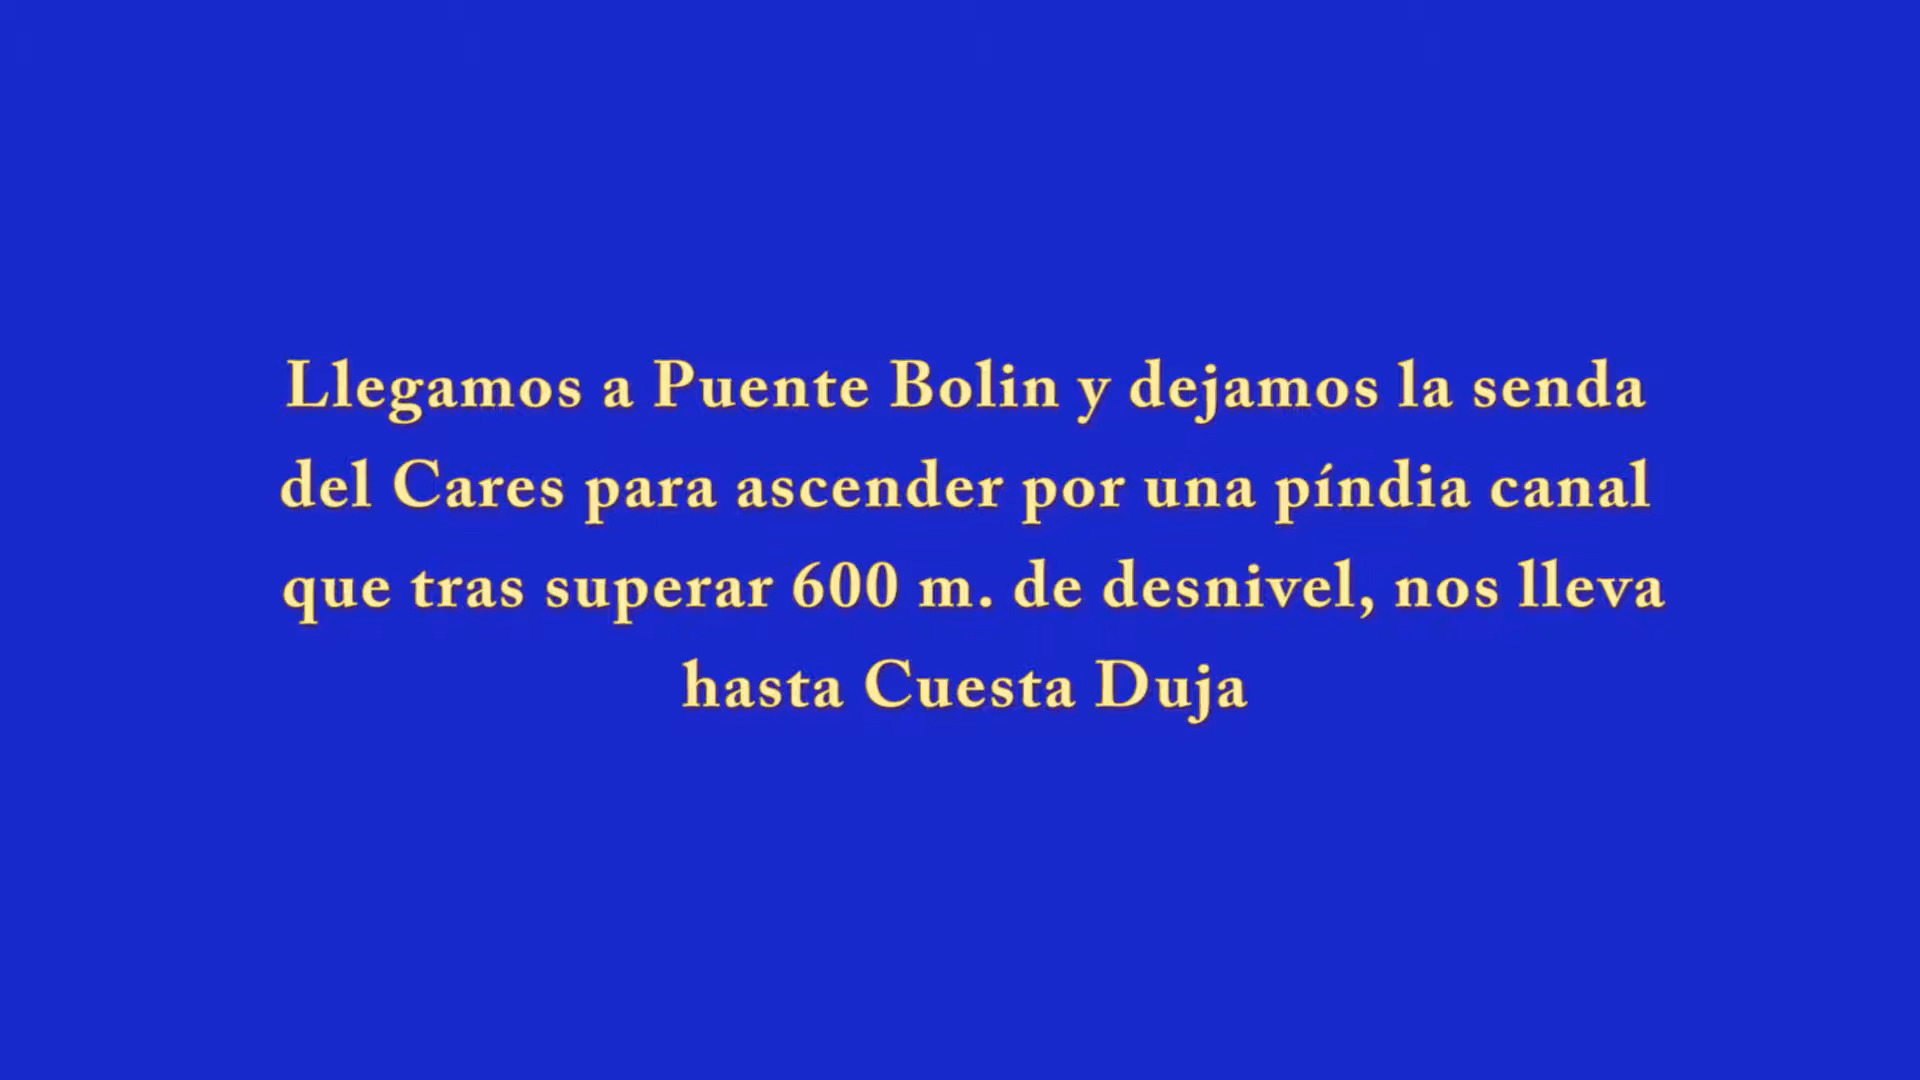 Llegamos a Puente Bolin y dejamos la senda
del Cares para ascender por una píndia canal
que tras superar 600 m. de desnivel, nos lleva
hasta Cuesta Duja